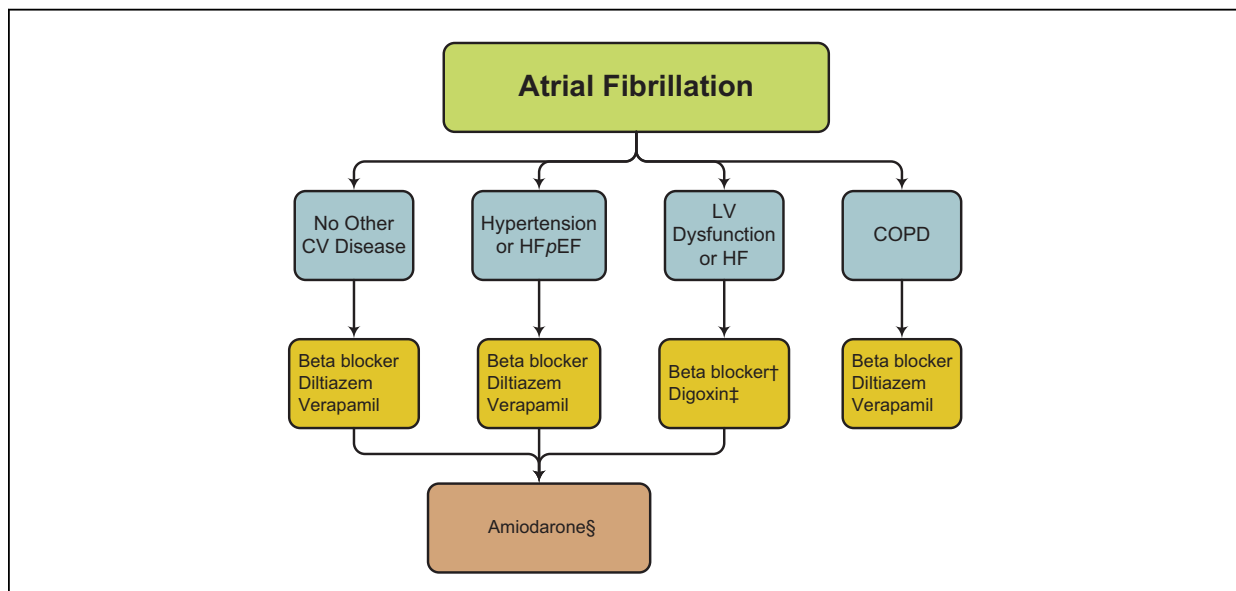 Atrial Fibrillation
No Other
CV Disease
Hypertension
or HFpEF
LV
Dysfunction
or HF
COPD
Beta blocker
Diltiazem
Verapamil
Beta blocker
Diltiazem
Verapamil
Beta blocker†
Digoxin‡
Beta blocker
Diltiazem
Verapamil
Amiodarone§